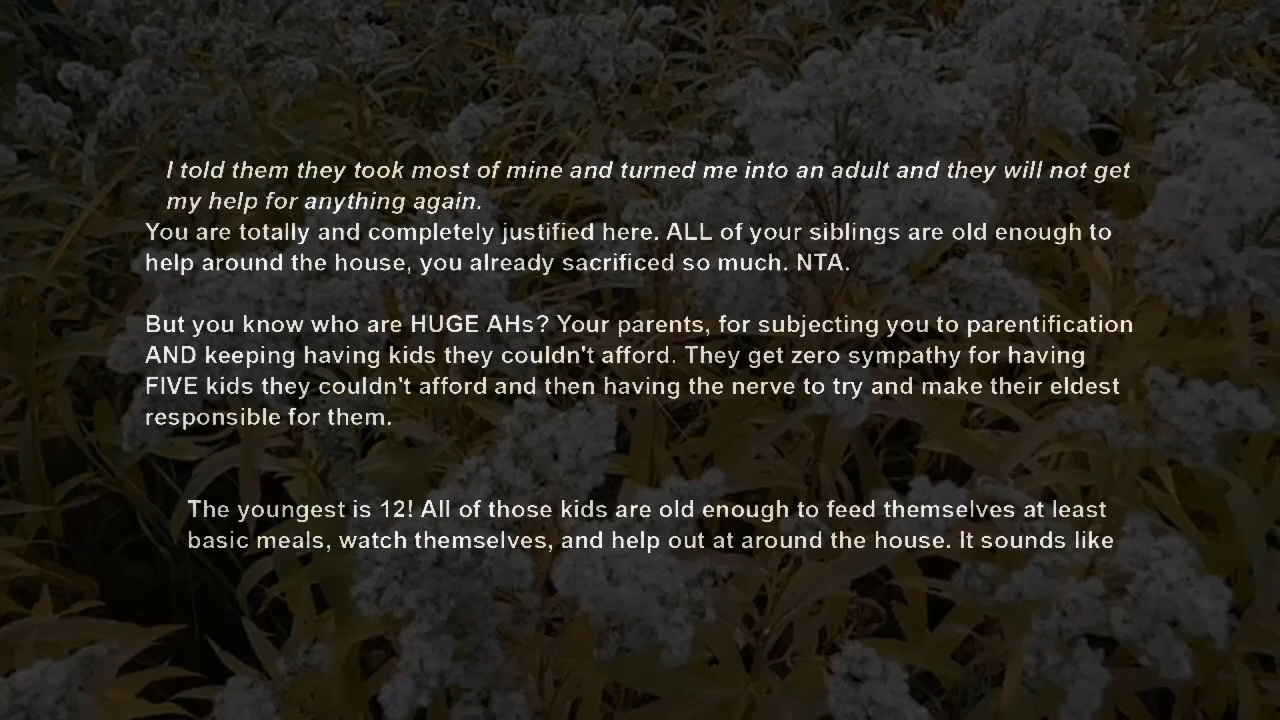 I told them they took most of mine and turned me into an adult and they will not get
my help for anything again.
You are totally and completely justified here. ALL of your siblings are old enough to
help around the house, you already sacrificed so much. NTA.
But you know who are HUGE AHs? Your parents, for subjecting you to parentification
AND keeping having kids they couldn't afford. They get zero sympathy for having
FIVE kids they couldn't afford and then having the nerve to try and make their eldest
responsible for them.
The youngest is 12! All of those kids are old enough to feed themselves at least
basic meals, watch themselves, and help out at around the house. It sounds like